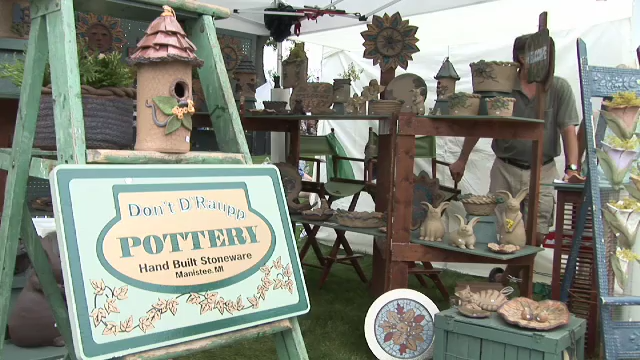 Don't D'Raupp
POTTERY
Hand Built Stoneware
Manistee, MI